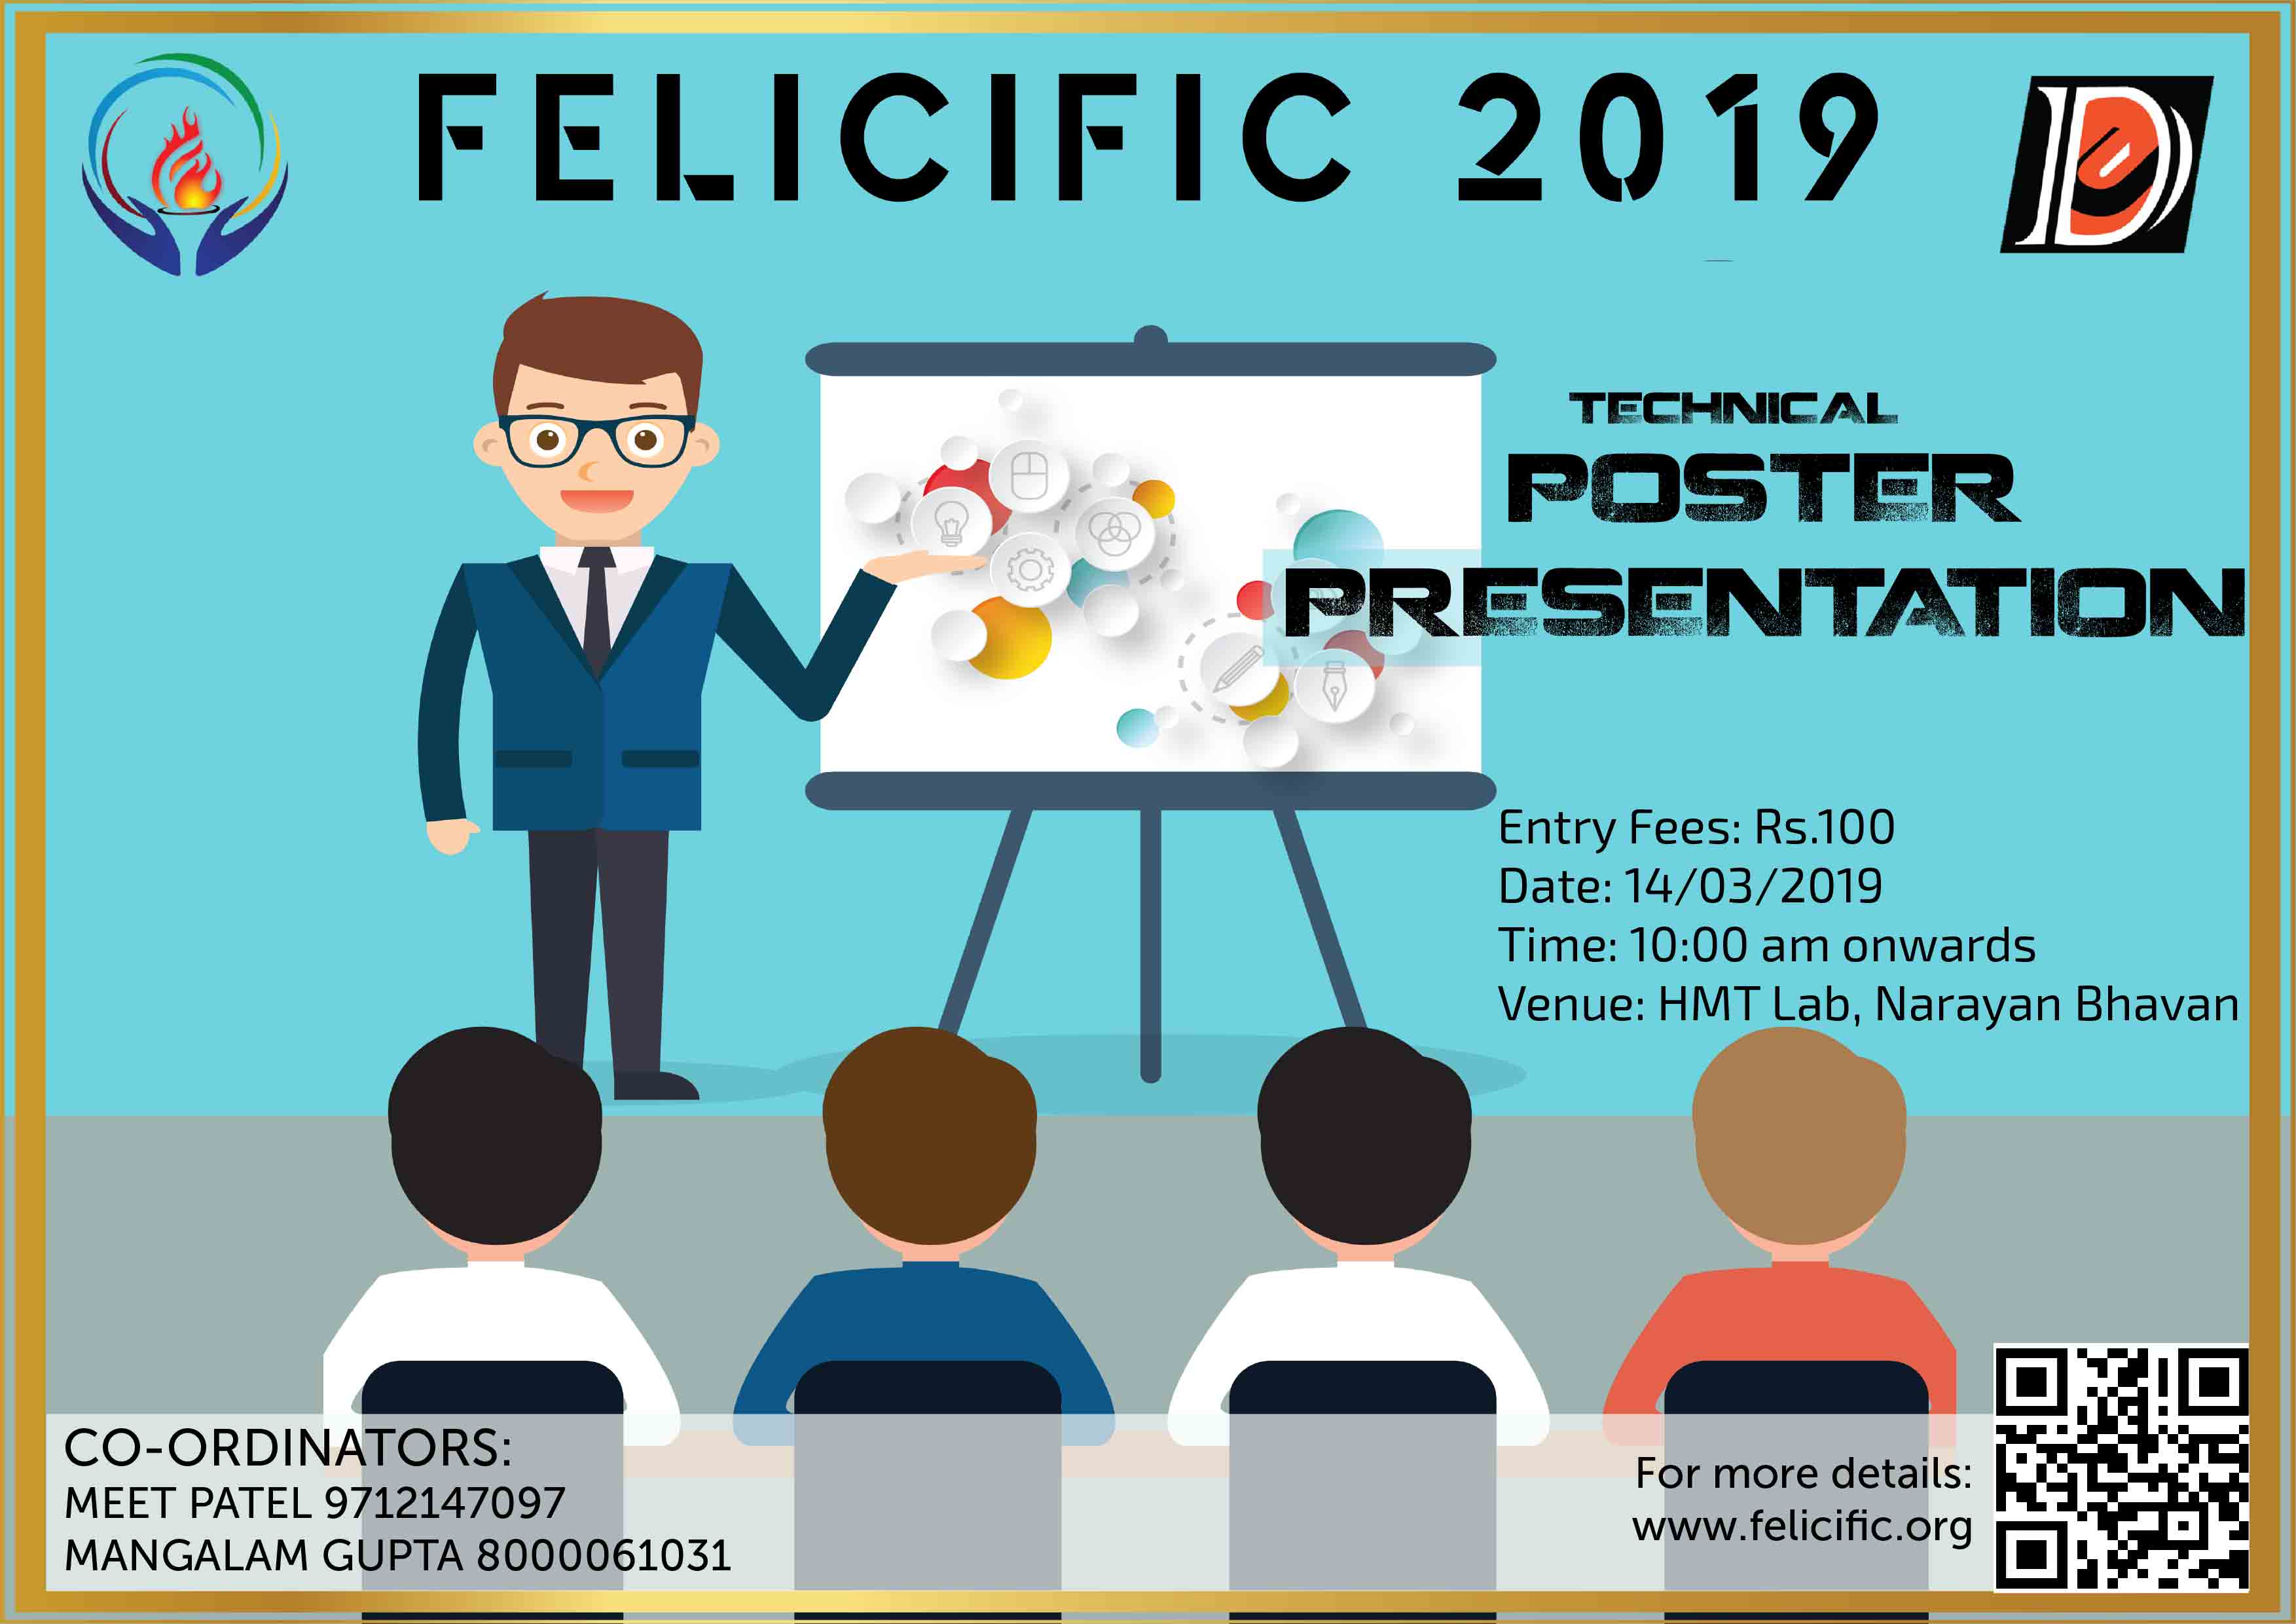 FELICIFIC 2019
TECHNICAL
POSTER
PRESENTATION
Entry Fees: Rs.100
Date: 14/03/2019
Time: 10:00 am onwards
Venue: HMT Lab, Narayan Bhavan
CO-ORDINATORS:
MEET PATEL 9712147097
MANGALAM GUPTA 8000061031
For more details:
www.felicific.org